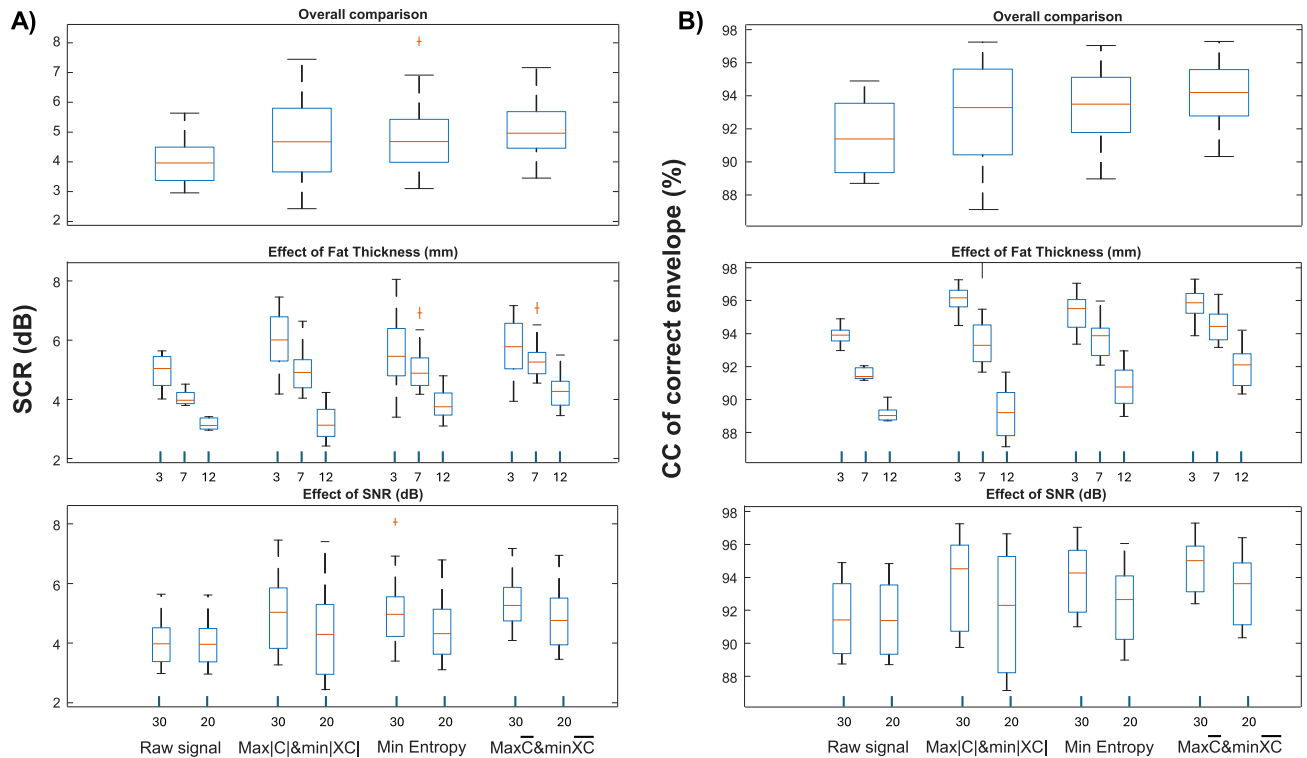 A)
Overall comparison
8
7
6
5
4
3
2
Effect of Fat Thickness (mm)
8
6
4
2
3 7 12 3 7 12 3 7 12 3 7 12
Effect of SNR (dB)
8
6
4
2
30 20 30 20 30 20 30 20
Raw signal Max|C|&min|XC| Min Entropy MaxC̅&minX̅C̅
SCR (dB)
B)
Overall comparison
98
96
94
92
90
88
Effect of Fat Thickness (mm)
98
96
94
92
90
88
3 7 12 3 7 12 3 7 12 3 7 12
Effect of SNR (dB)
98
96
94
92
90
88
30 20 30 20 30 20 30 20
Raw signal Max|C|&min|XC| Min Entropy MaxC̅&minX̅C̅
CC of correct envelope (%)